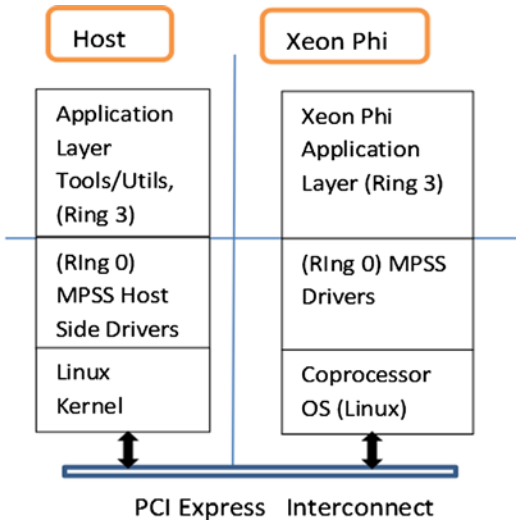 Host
Xeon Phi
Application
Layer
Tools/Utils,
(Ring 3)
Xeon Phi
Application
Layer (Ring 3)
(RIng 0)
MPSS Host
Side Drivers
(RIng 0) MPSS
Drivers
Linux
Kernel
Coprocessor
OS (Linux)
PCI Express Interconnect